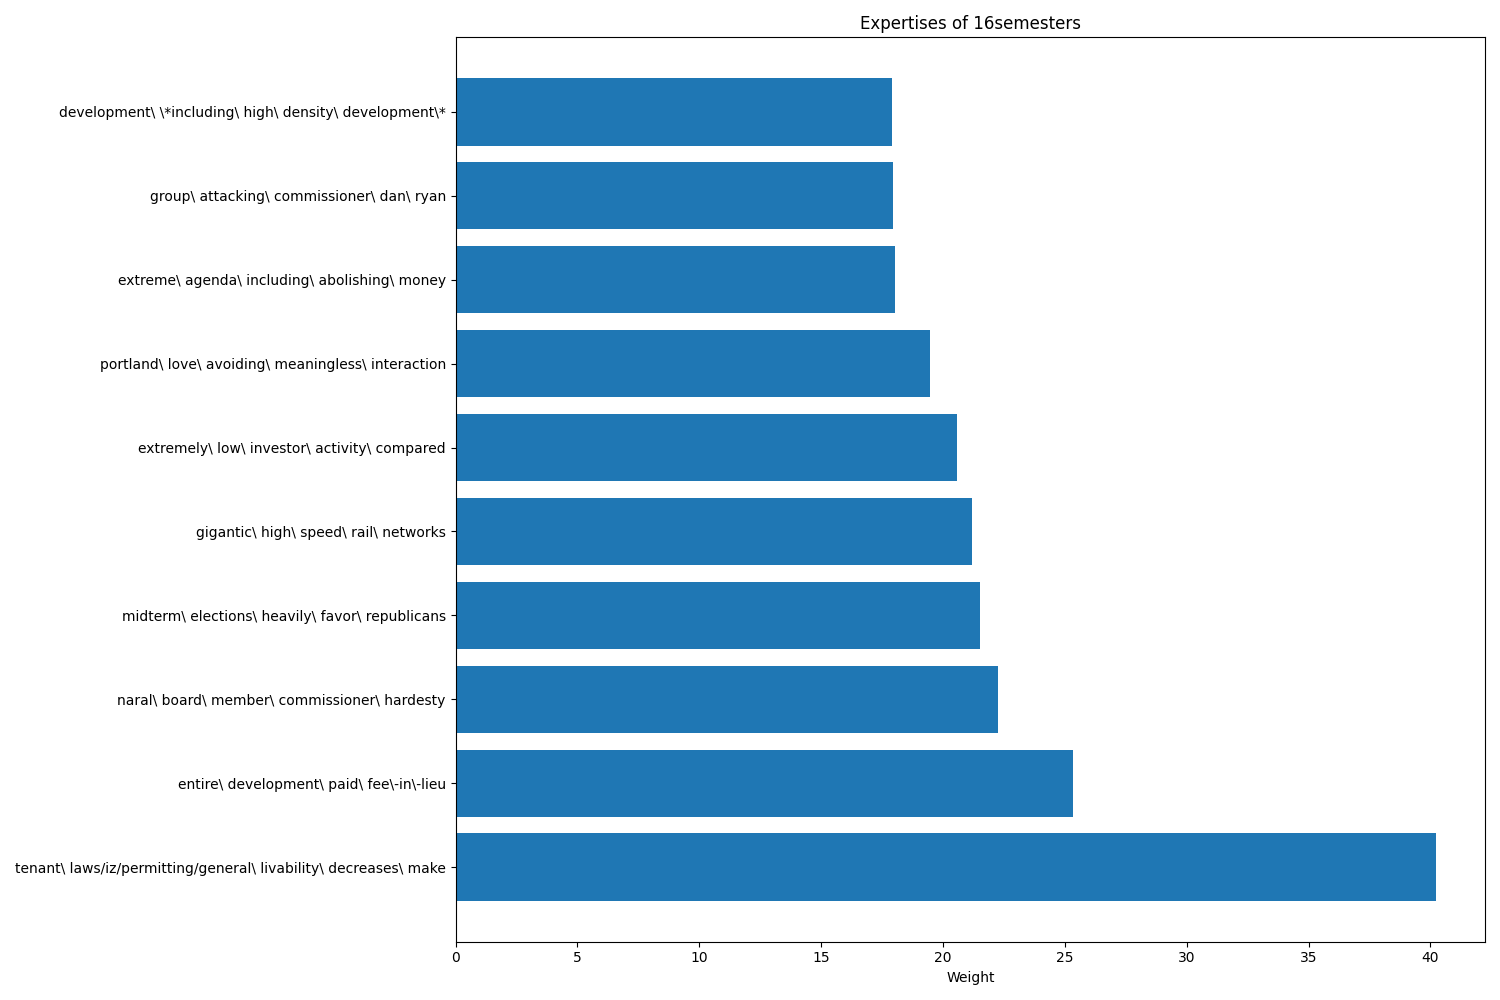 Expertises of 16semesters
development\ \*including\ high\ density\ development\*
group\ attacking\ commissioner\ dan\ ryan
extreme\ agenda\ including\ abolishing\ money
portland\ love\ avoiding\ meaningless\ interaction
extremely\ low\ investor\ activity\ compared
gigantic\ high\ speed\ rail\ networks
midterm\ elections\ heavily\ favor\ republicans
naral\ board\ member\ commissioner\ hardesty
entire\ development\ paid\ fee\-in\-lieu
tenant\ laws/iz/permitting/general\ livability\ decreases\ make
0 5 10 15 20 25 30 35 40
Weight